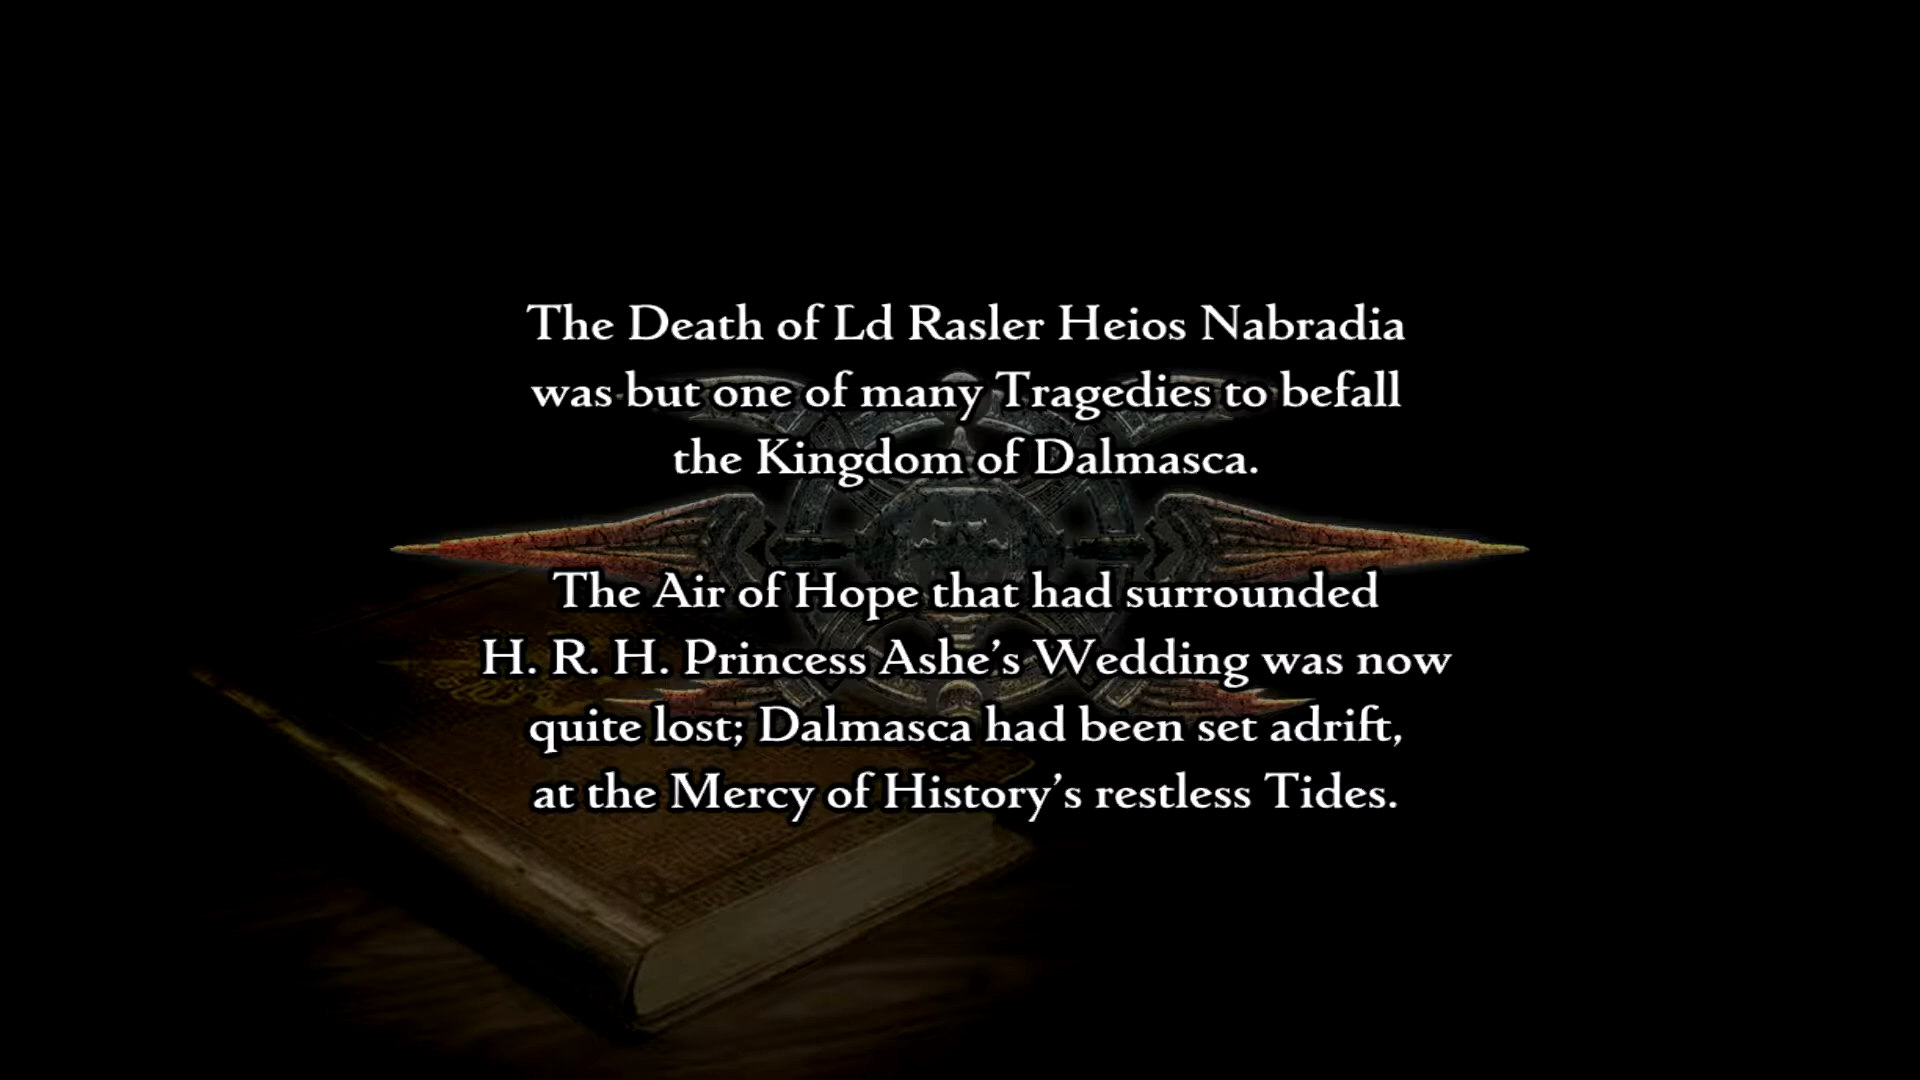 The Death of Ld Rasler Heios Nabradia
was but one of many Tragedies to befall
the Kingdom of Dalmasca.
The Air of Hope that had surrounded
H. R. H. Princess Ashe’s Wedding was now
quite lost; Dalmasca had been set adrift,
at the Mercy of History’s restless Tides.